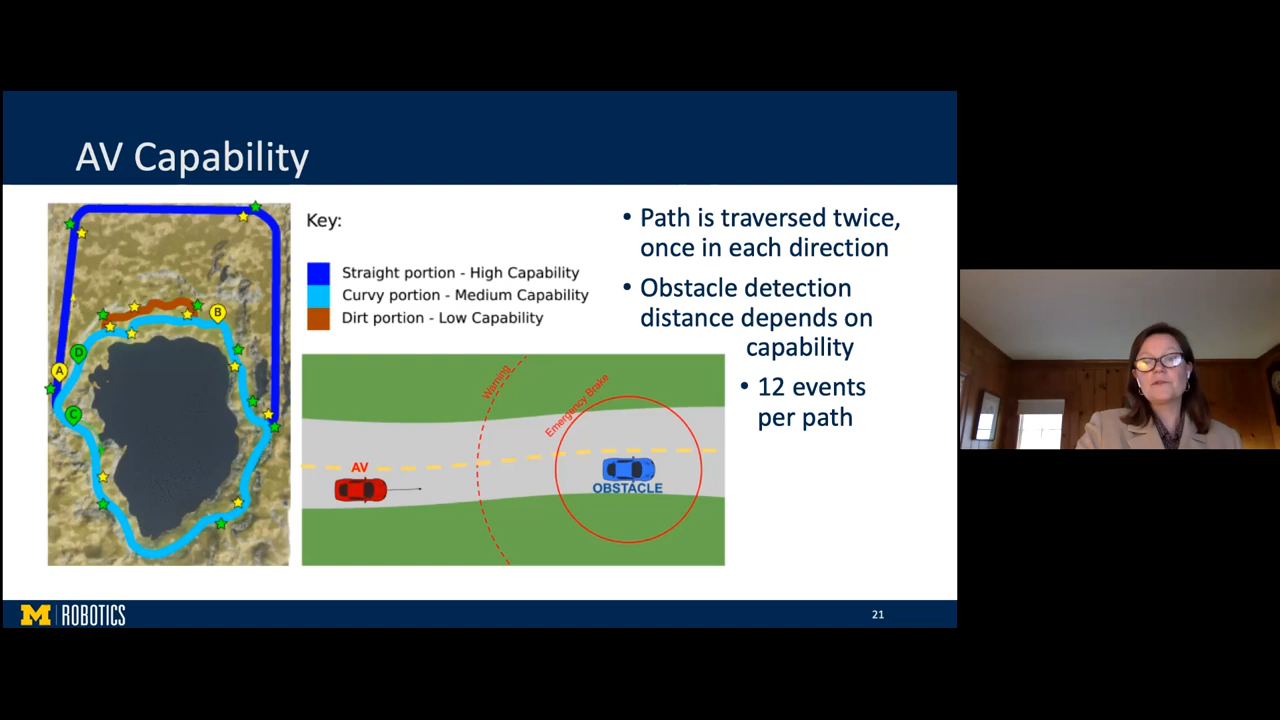 AV Capability
B
D
A
C
Key:
Straight portion - High Capability
Curvy portion - Medium Capability
Dirt portion - Low Capability
Warning
Emergency Brake
AV
OBSTACLE
• Path is traversed twice,
once in each direction
• Obstacle detection
distance depends on
capability
• 12 events
per path
M ROBOTICS
21